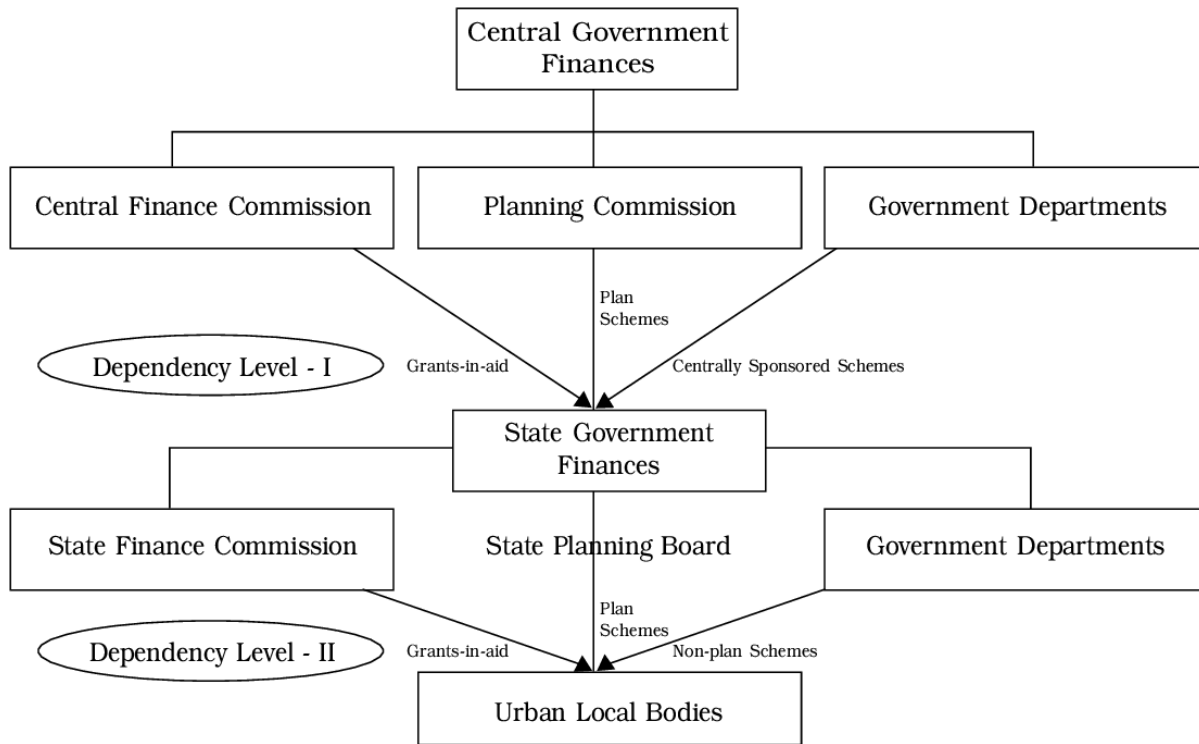 Central Government
Finances
Central Finance Commission
Planning Commission
Government Departments
Plan
Schemes
Dependency Level - I
Grants-in-aid
Centrally Sponsored Schemes
State Government
Finances
State Finance Commission
State Planning Board
Government Departments
Plan
Schemes
Dependency Level - II
Grants-in-aid
Non-plan Schemes
Urban Local Bodies